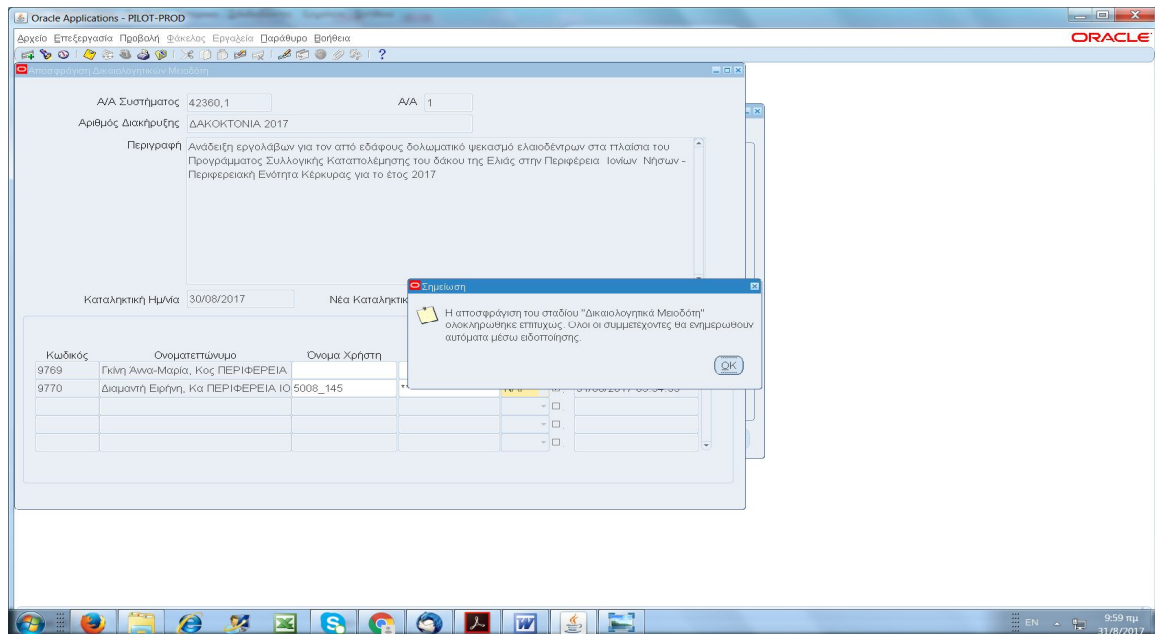 Oracle Applications - PILOT-PROD
Αρχείο Επεξεργασία Προβολή Φάκελος Εργαλεία Παράθυρο Βοήθεια
ORACLE
Αποσφράγιση Δικαιολογητικών Μειοδότη
Α/Α Συστήματος 42360,1 Α/Α 1
Αριθμός Διακήρυξης ΔΑΚΟΚΤΟΝΙΑ 2017
Περιγραφή Ανάδειξη εργολάβων για τον από εδάφους δολωματικό ψεκασμό ελαιοδέντρων στα πλαίσια του
Προγράμματος Συλλογικής Καταπολέμησης του δάκου της Ελιάς στην Περιφέρεια Ιονίων Νήσων -
Περιφερειακή Ενότητα Κέρκυρας για το έτος 2017
Καταληκτική Ημ/νία 30/08/2017 Νέα Καταληκτικ
Σημείωση
Η αποσφράγιση του σταδίου "Δικαιολογητικά Μειοδότη"
ολοκληρώθηκε επιτυχώς. Όλοι οι συμμετέχοντες θα ενημερωθούν
αυτόματα μέσω ειδοποίησης.
OK
Κωδικός Ονοματεπώνυμο Όνομα Χρήστη
9769 Γκίνη Άννα-Μαρία, Κος ΠΕΡΙΦΕΡΕΙΑ
9770 Διαμαντή Ειρήνη, Κα ΠΕΡΙΦΕΡΕΙΑ ΙΟ 5008_145
EN 9:59 πμ
31/8/2017